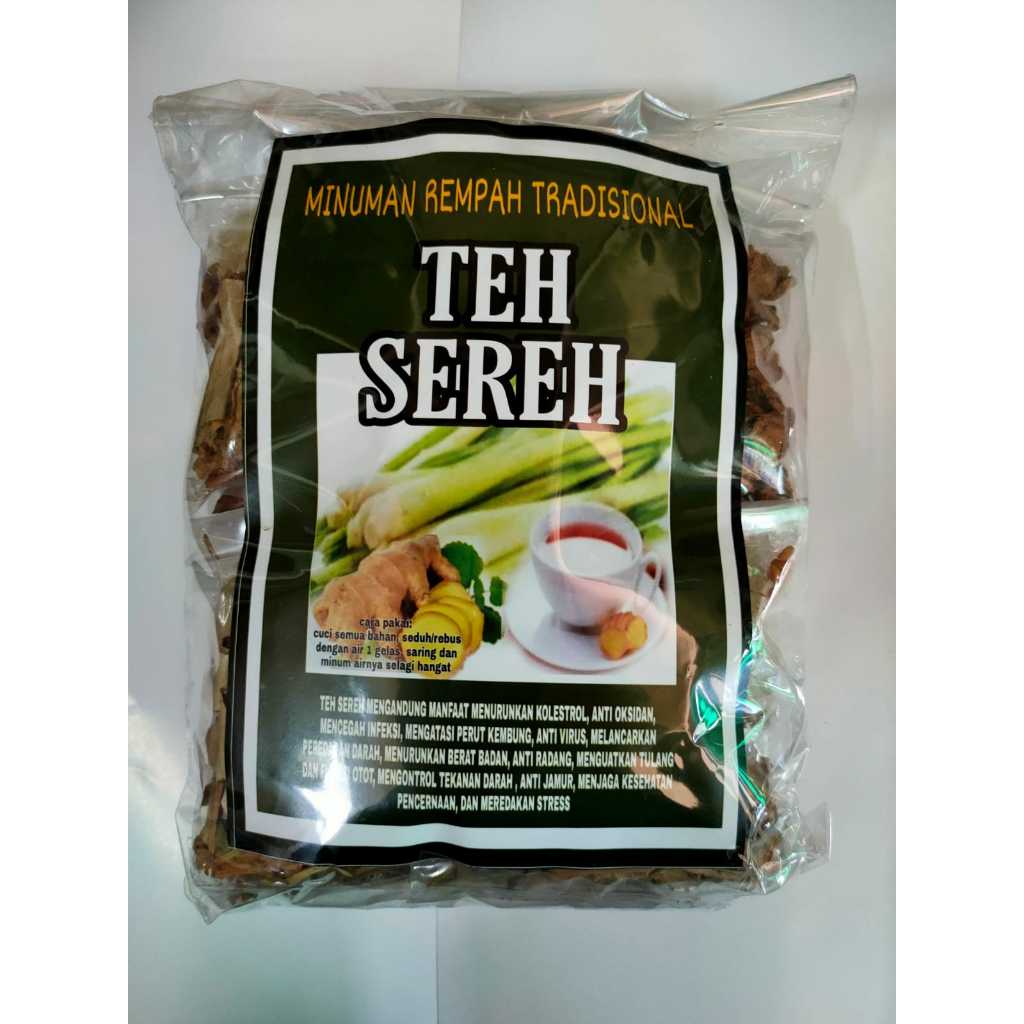 MINUMAN REMPAH TRADISIONAL
TEH
SEREH
cara pakai:
cuci semua bahan, seduh/rebus
dengan air 1 gelas, saring dan
minum airnya selagi hangat
TEH SEREH MENGANDUNG MANFAAT MENURUNKAN KOLESTROL, ANTI OKSIDAN,
MENCEGAH INFEKSI, MENGATASI PERUT KEMBUNG, ANTI VIRUS, MELANCARKAN
PEREDARAN DARAH, MENURUNKAN BERAT BADAN, ANTI RADANG, MENGUATKAN TULANG
DAN OTOT, MENGONTROL TEKANAN DARAH , ANTI JAMUR, MENJAGA KESEHATAN
PENCERNAAN, DAN MEREDAKAN STRESS